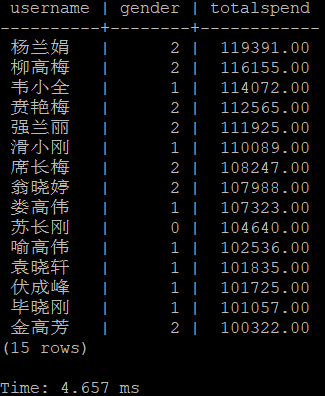 username | gender | totalspend
----------+--------+------------
杨兰娟 | 2 | 119391.00
柳高梅 | 2 | 116155.00
韦小全 | 1 | 114072.00
贲艳梅 | 2 | 112565.00
强兰丽 | 2 | 111925.00
滑小刚 | 1 | 110089.00
席长梅 | 2 | 108247.00
翁晓婷 | 2 | 107988.00
娄高伟 | 1 | 107323.00
苏长刚 | 0 | 104640.00
喻高伟 | 1 | 102536.00
袁晓轩 | 1 | 101835.00
伏成峰 | 1 | 101725.00
毕晓刚 | 1 | 101057.00
金高芳 | 2 | 100322.00
(15 rows)
Time: 4.657 ms